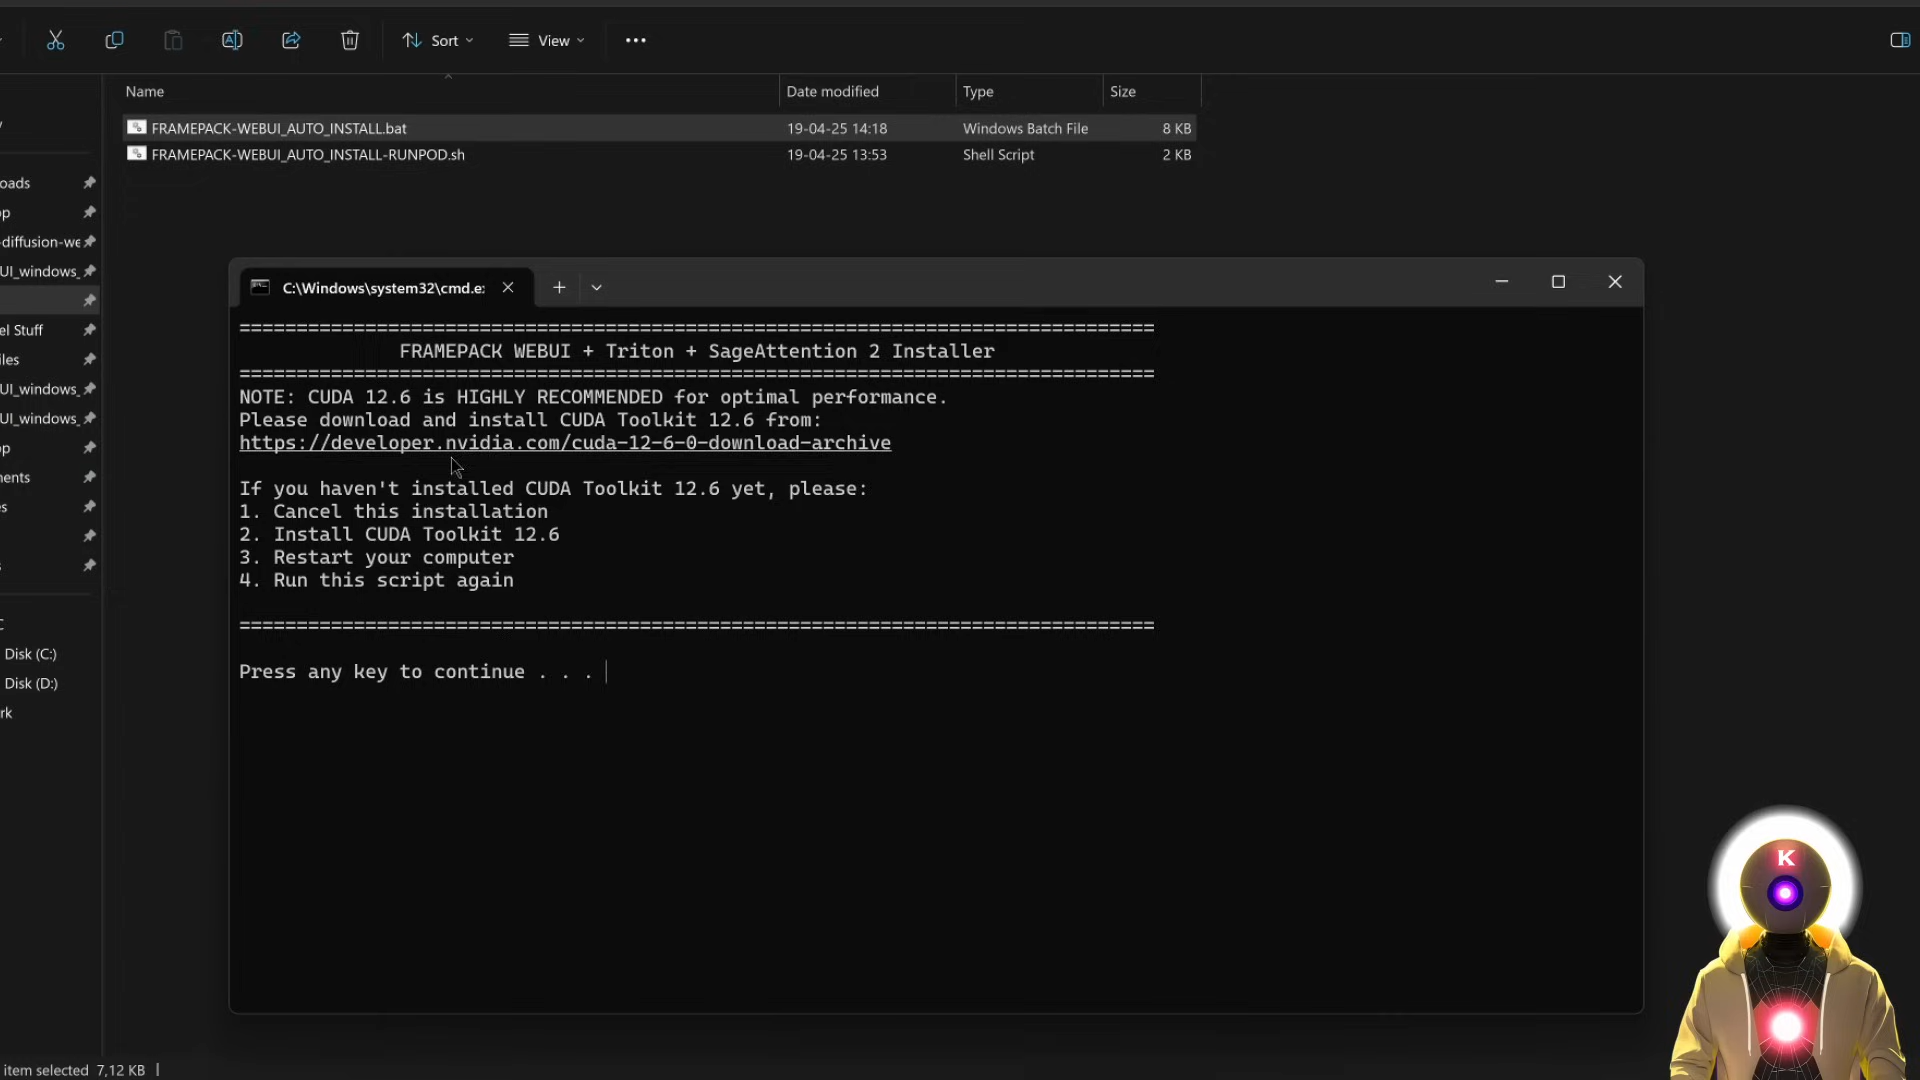 Sort
View
Name
Date modified
Type
Size
FRAMEPACK-WEBUI_AUTO_INSTALL.bat
19-04-25 14:18
Windows Batch File
8 KB
FRAMEPACK-WEBUI_AUTO_INSTALL-RUNPOD.sh
19-04-25 13:53
Shell Script
2 KB
oads
op
-diffusion-we
UI_windows_
el Stuff
iles
UI_windows_
UI_windows_
op
nents
es
s
C
Disk (C:)
Disk (D:)
rk
C:\Windows\system32\cmd.e
================================================================================
FRAMEPACK WEBUI + Triton + SageAttention 2 Installer
================================================================================
NOTE: CUDA 12.6 is HIGHLY RECOMMENDED for optimal performance.
Please download and install CUDA Toolkit 12.6 from:
https://developer.nvidia.com/cuda-12-6-0-download-archive
If you haven't installed CUDA Toolkit 12.6 yet, please:
1. Cancel this installation
2. Install CUDA Toolkit 12.6
3. Restart your computer
4. Run this script again
================================================================================
Press any key to continue . . .
K
item selected 7,12 KB